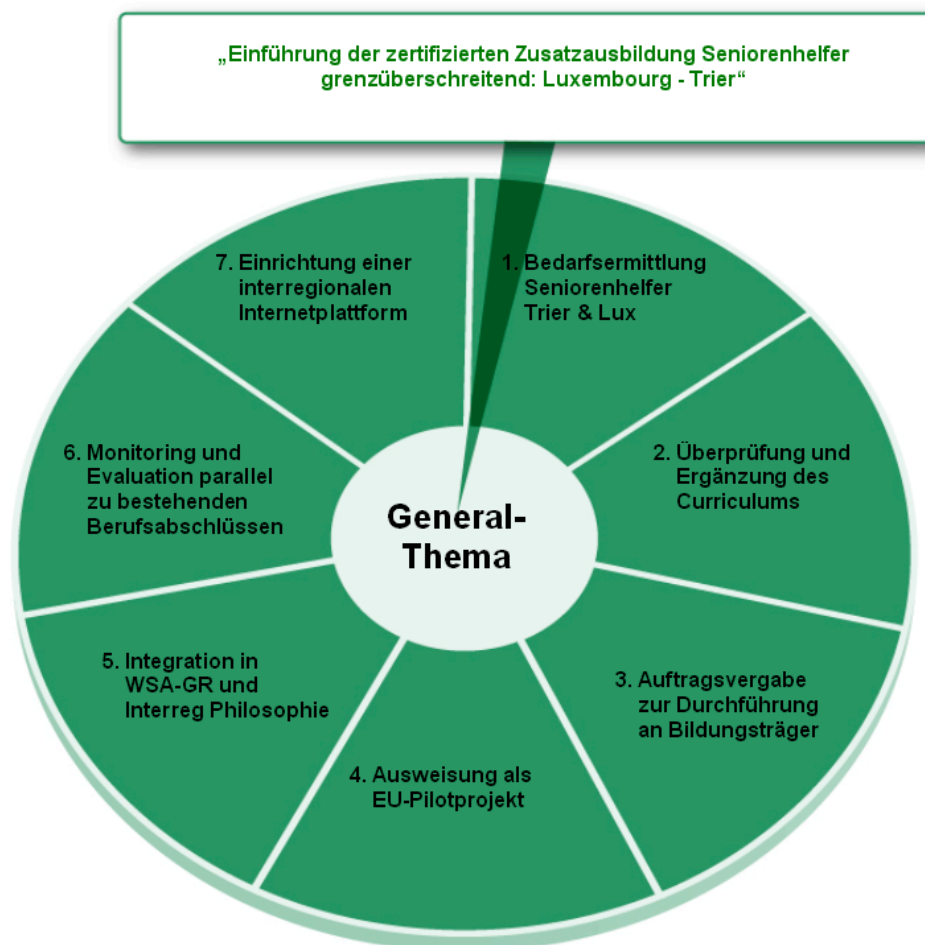 „Einführung der zertifizierten Zusatzausbildung Seniorenhelfer
grenzüberschreitend: Luxembourg - Trier“
General-
Thema
1. Bedarfsermittlung
Seniorenhelfer
Trier & Lux
2. Überprüfung und
Ergänzung des
Curriculums
3. Auftragsvergabe
zur Durchführung
an Bildungsträger
4. Ausweisung als
EU-Pilotprojekt
5. Integration in
WSA-GR und
Interreg Philosophie
6. Monitoring und
Evaluation parallel
zu bestehenden
Berufsabschlüssen
7. Einrichtung einer
interregionalen
Internetplattform